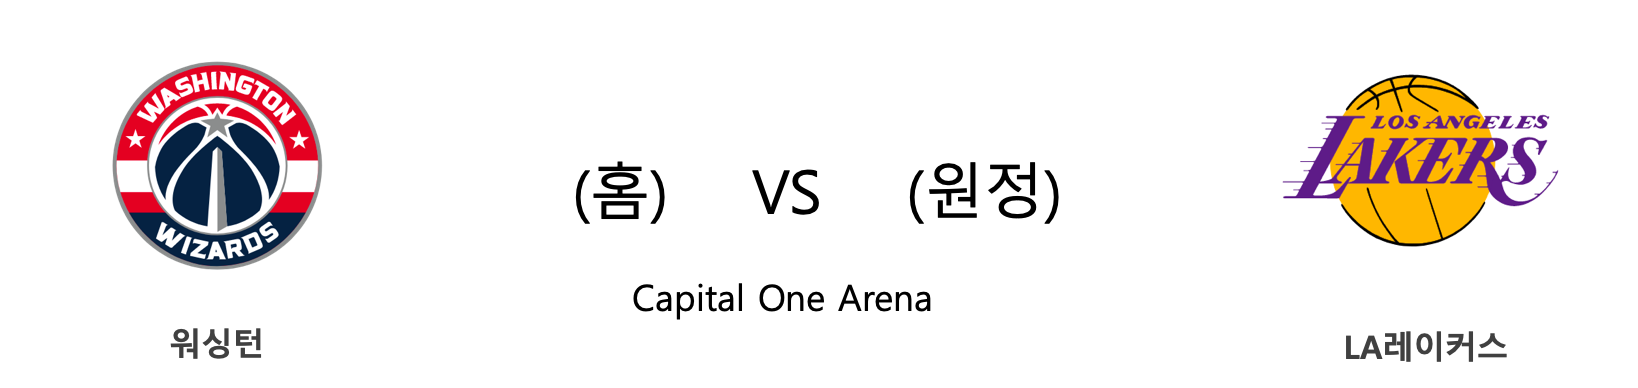 WASHINGTON
WIZARDS
(홈) VS (원정)
LOS ANGELES
LAKERS
Capital One Arena
워싱턴
LA레이커스